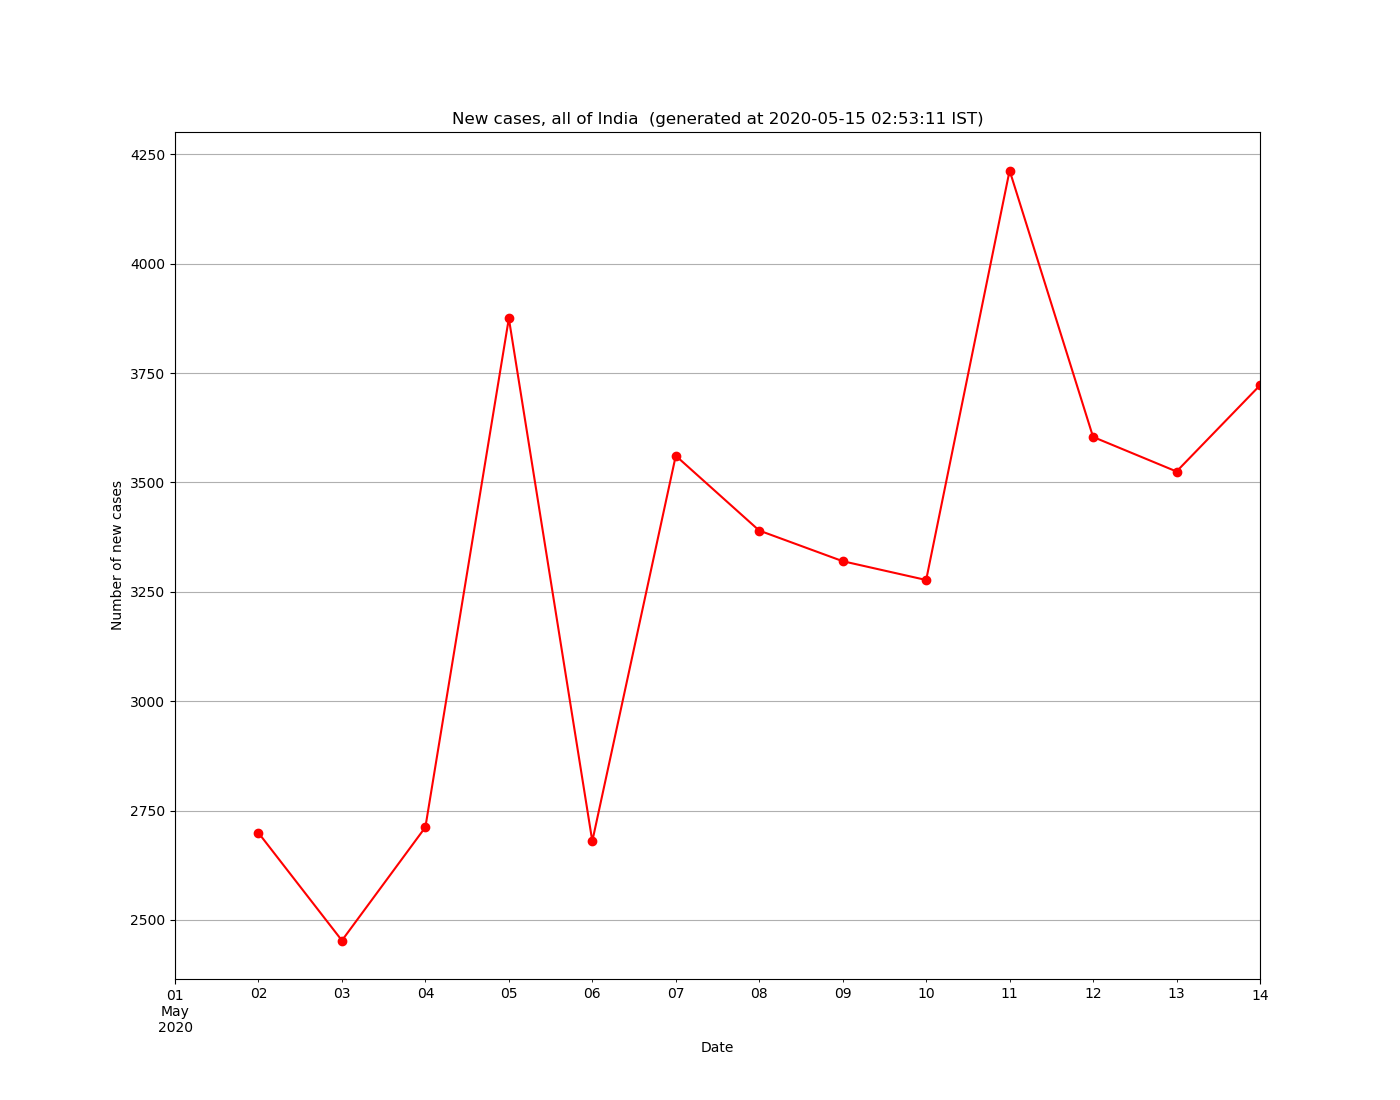 New cases, all of India  (generated at 2020-05-15 02:53:11 IST)
4250
4000
3750
3500
3250
3000
2750
2500
Number of new cases
01 02 03 04 05 06 07 08 09 10 11 12 13 14
May
2020
Date